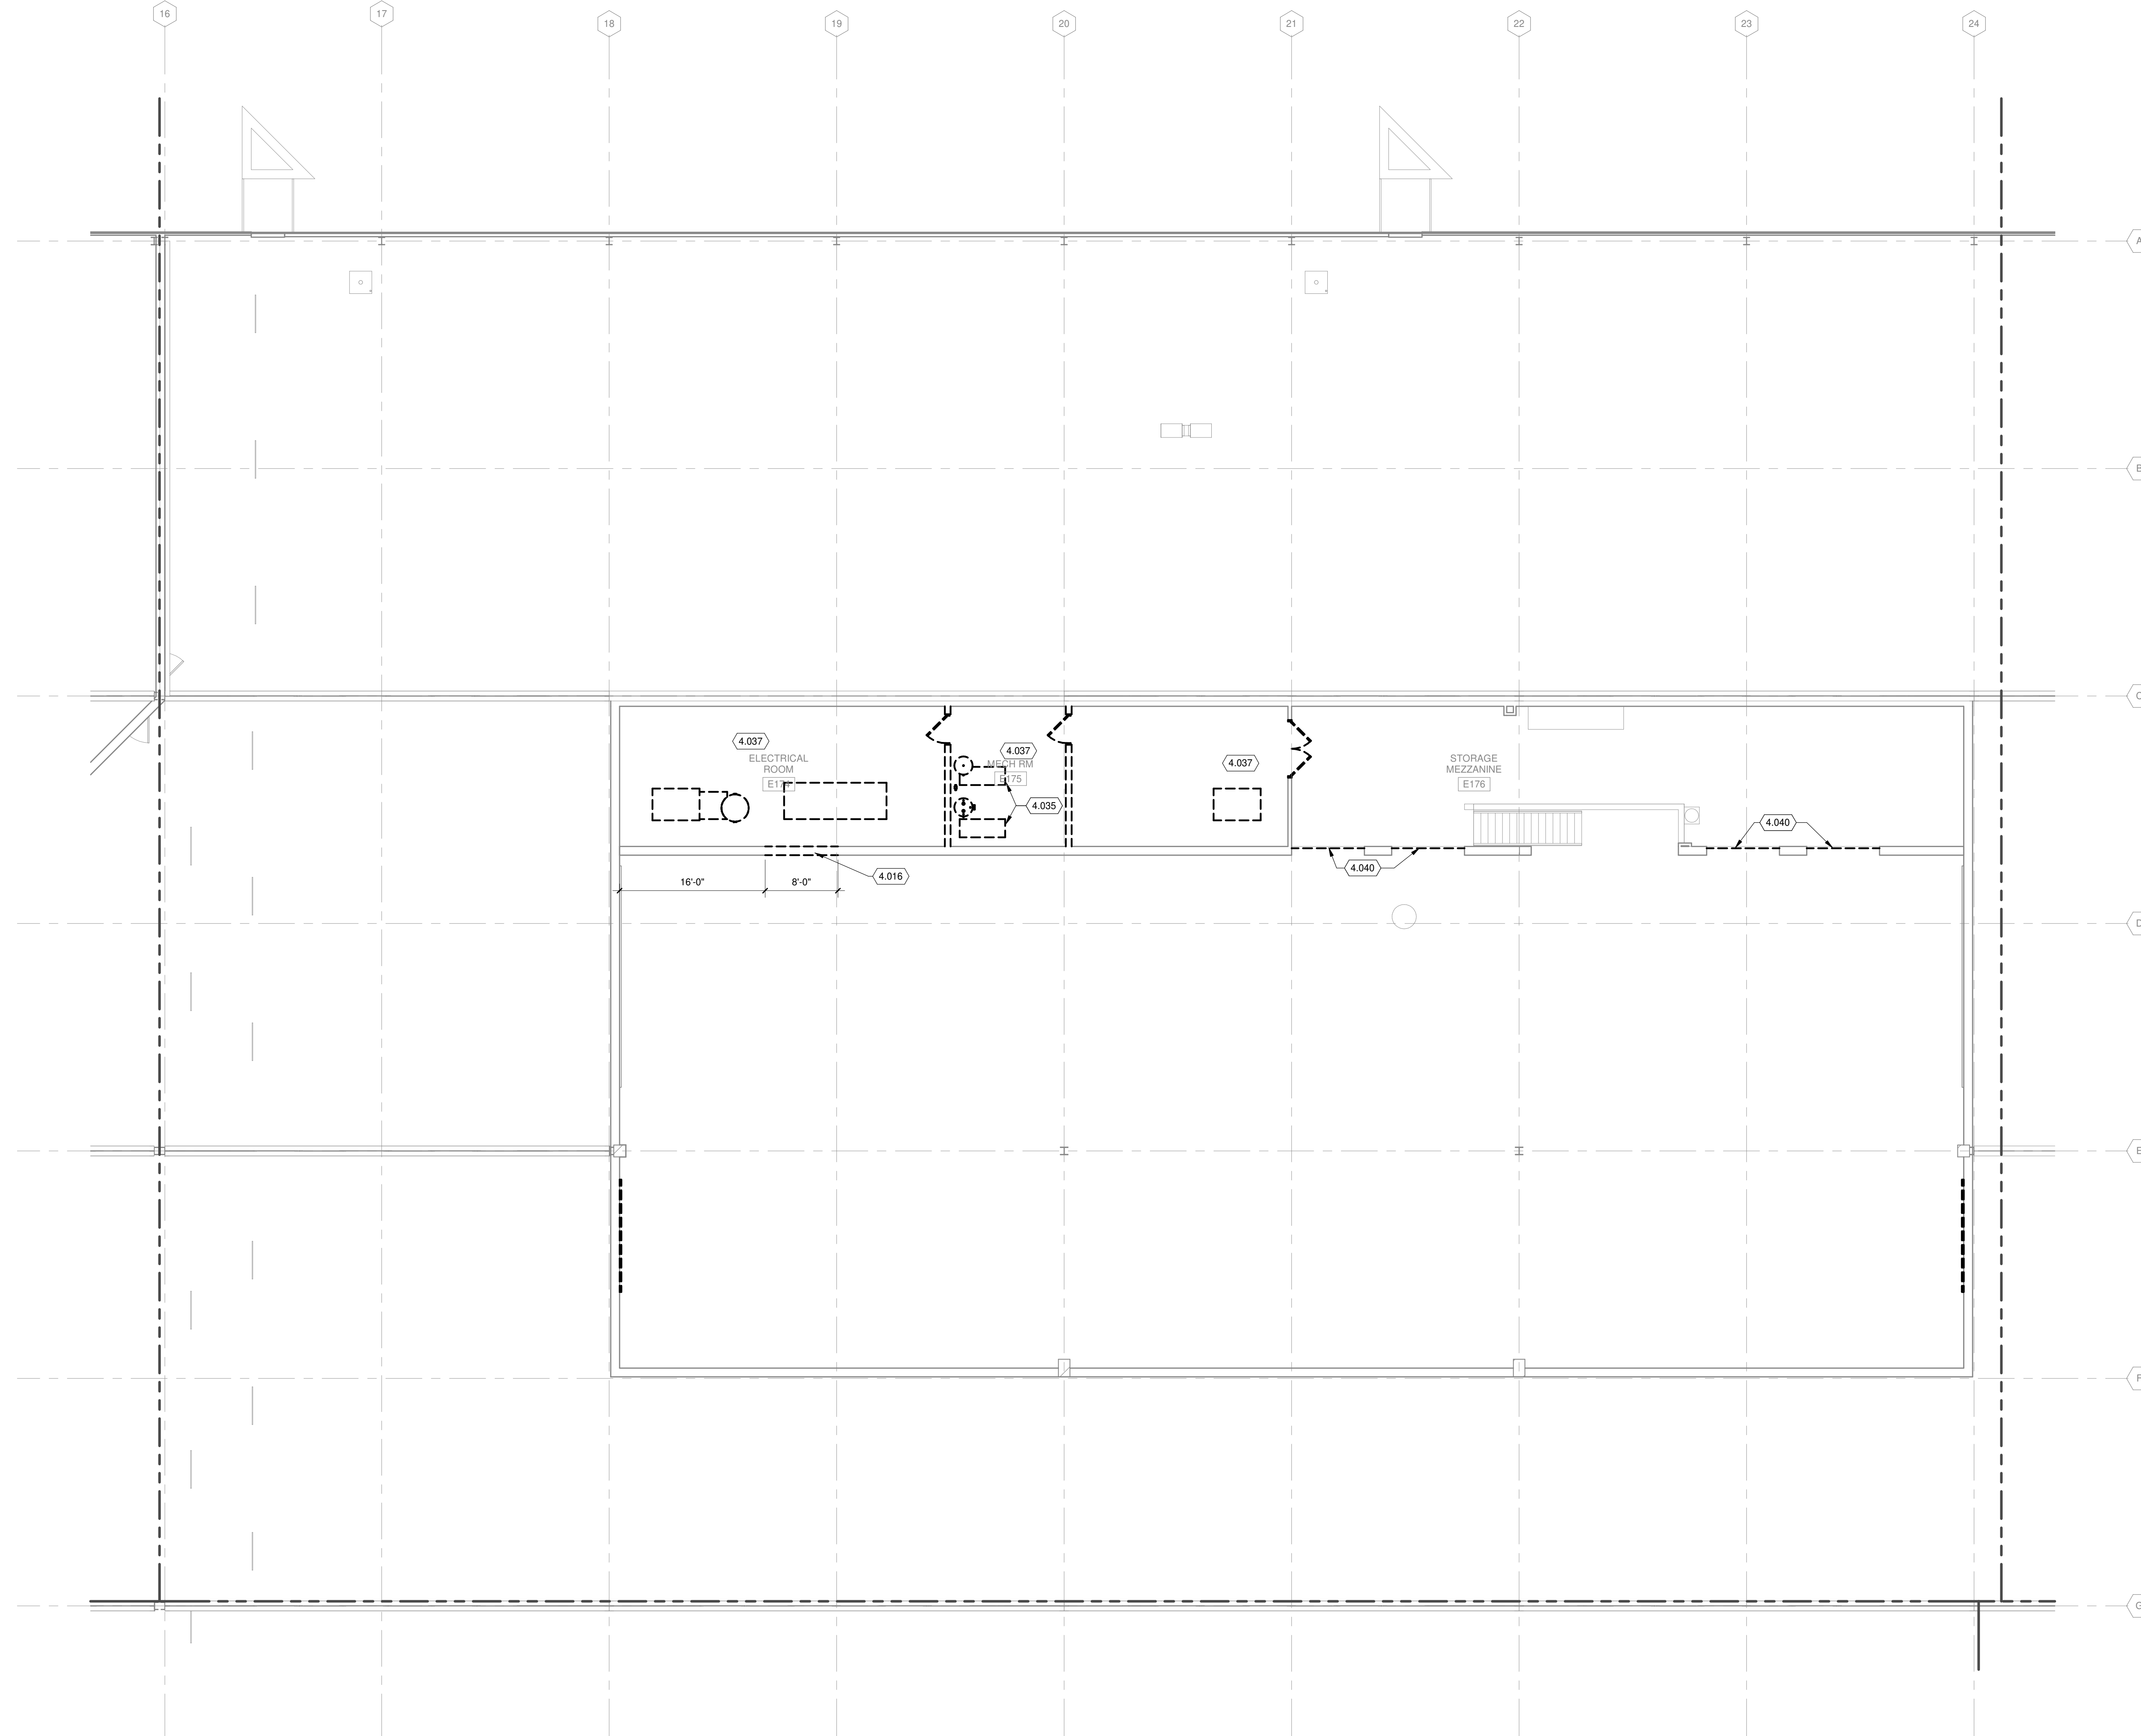 16
17
18
19
20
21
22
23
24
A
B
C
4.037
4.037
ELECTRICAL
ROOM
E174
MECH RM
E175
4.037
STORAGE
MEZZANINE
E176
4.035
4.040
4.040
4.016
16'-0"
8'-0"
D
E
F
G